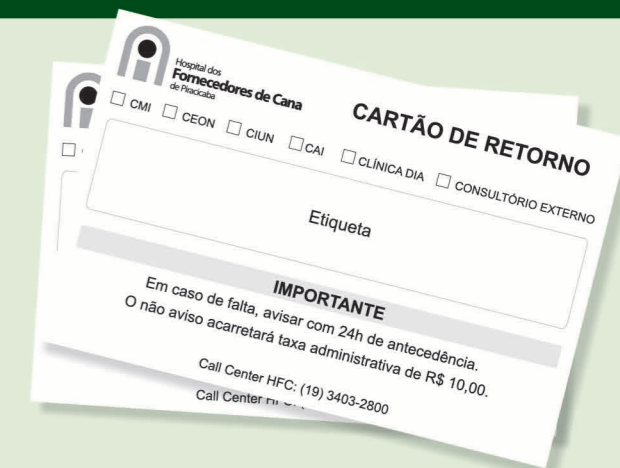 Hospital dos
Fornecedores de Cana
de Piracicaba
CARTÃO DE RETORNO
CMI CEON CIUN CAI CLÍNICA DIA CONSULTÓRIO EXTERNO
Etiqueta
IMPORTANTE
Em caso de falta, avisar com 24h de antecedência.
O não aviso acarretará taxa administrativa de R$ 10,00.
Call Center HFC: (19) 3403-2800
Call Center